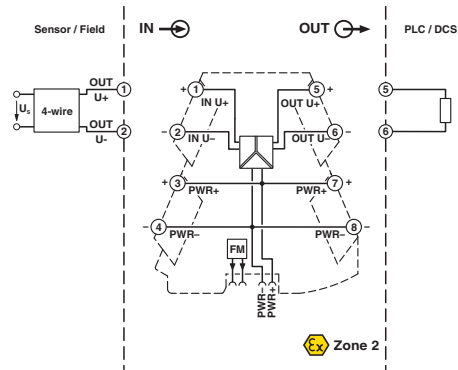 Sensor / Field
IN
OUT
PLC / DCS
OUT
U+
1
+ 1
IN U+
5 +
OUT U+
5
Us
4-wire
OUT
U-
2
– 2
IN U–
OUT U–
6 –
6
+ 3
PWR+
PWR+
7 +
– 4
PWR–
PWR–
8 –
FM
PWR–
PWR+
Ex Zone 2